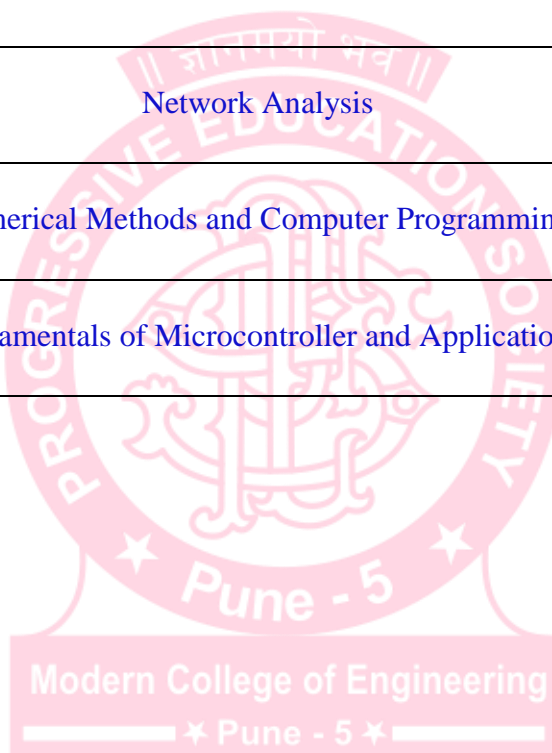 || ज्ञानमयो भव ||
Network Analysis
PROGRESSIVE EDUCATION SOCIETY
erical Methods and Computer Programmin
amentals of Microcontroller and Applicatio
Pune - 5
Modern College of Engineering
Pune - 5